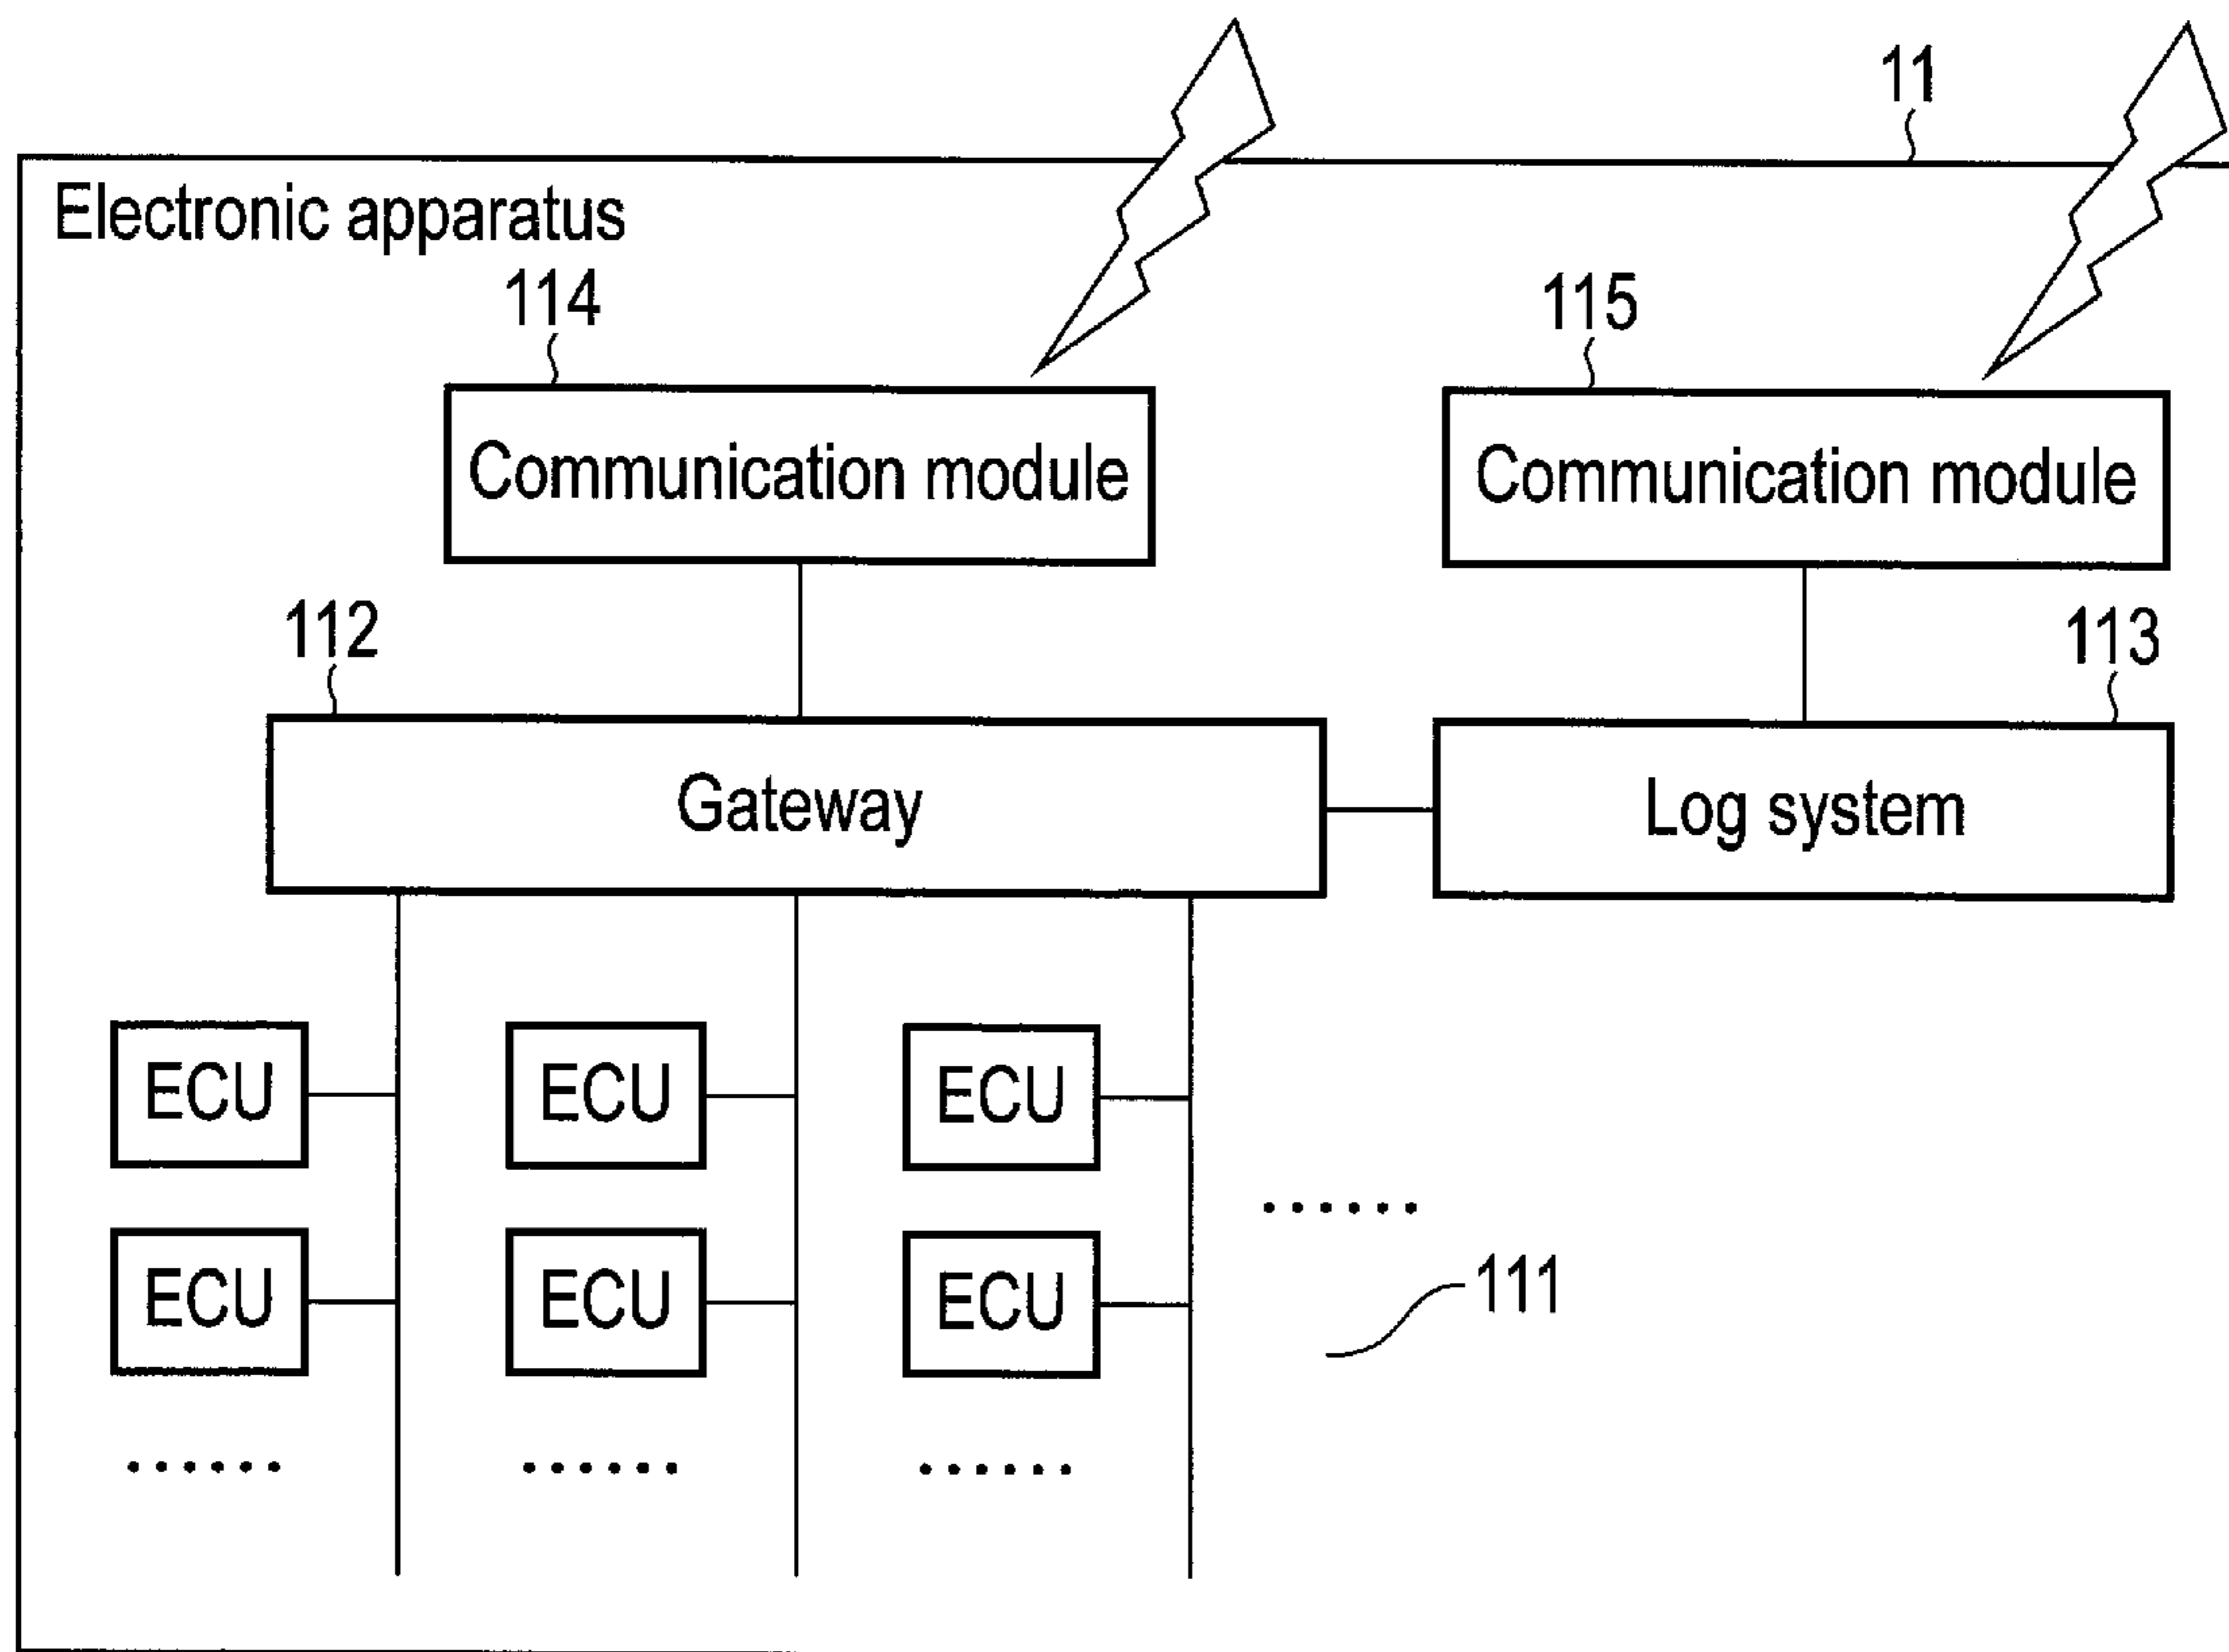 11
Electronic apparatus
114
115
Communication module
Communication module
112
113
Gateway
Log system
ECU
ECU
ECU
......
ECU
ECU
ECU
111
......
......
......